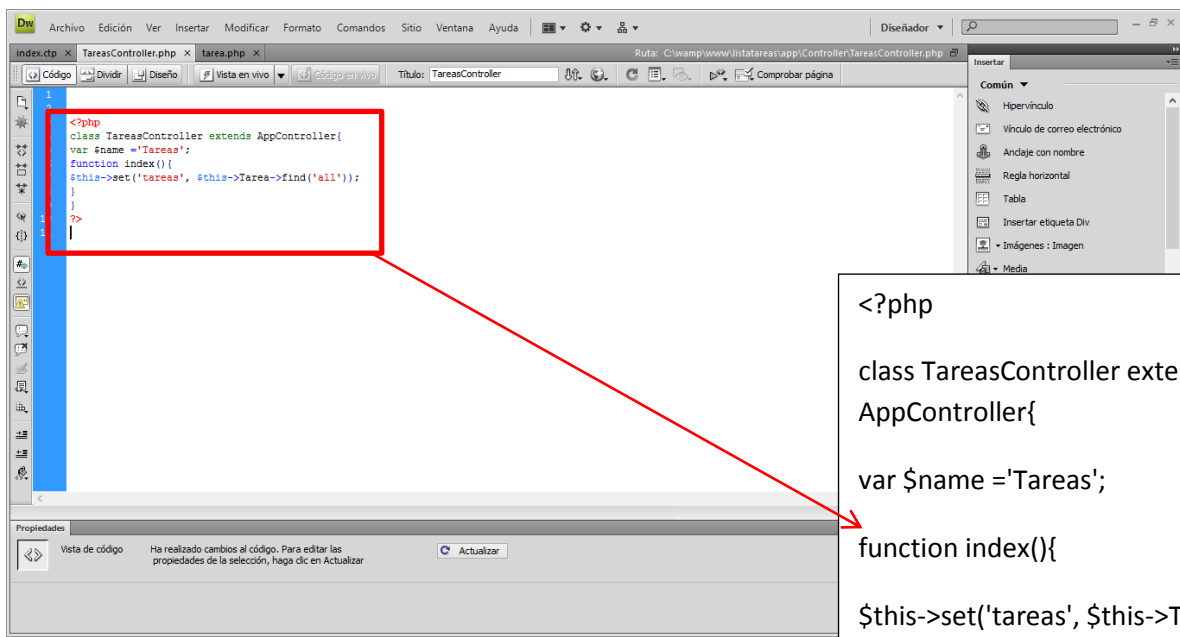 Dw Archivo Edición Ver Insertar Modificar Formato Comandos Sitio Ventana Ayuda Diseñador
index.ctp × TareasController.php × tarea.php × Ruta: C:\wamp\www\listatareas\app\Controller\TareasController.php
Código Dividir Diseño Vista en vivo Código en vivo Título: TareasController Comprobar página
1
2
<?php
class TareasController extends AppController{
var $name ='Tareas';
function index(){
$this->set('tareas', $this->Tarea->find('all'));
}
}
?>
Insertar
Común
Hipervínculo
Vínculo de correo electrónico
Anclaje con nombre
Regla horizontal
Tabla
Insertar etiqueta Div
Imágenes : Imagen
Media
<?php
class TareasController exte
AppController{
var $name ='Tareas';
function index(){
$this->set('tareas', $this->T
Propiedades
Vista de código
Ha realizado cambios al código. Para editar las
propiedades de la selección, haga clic en Actualizar
Actualizar